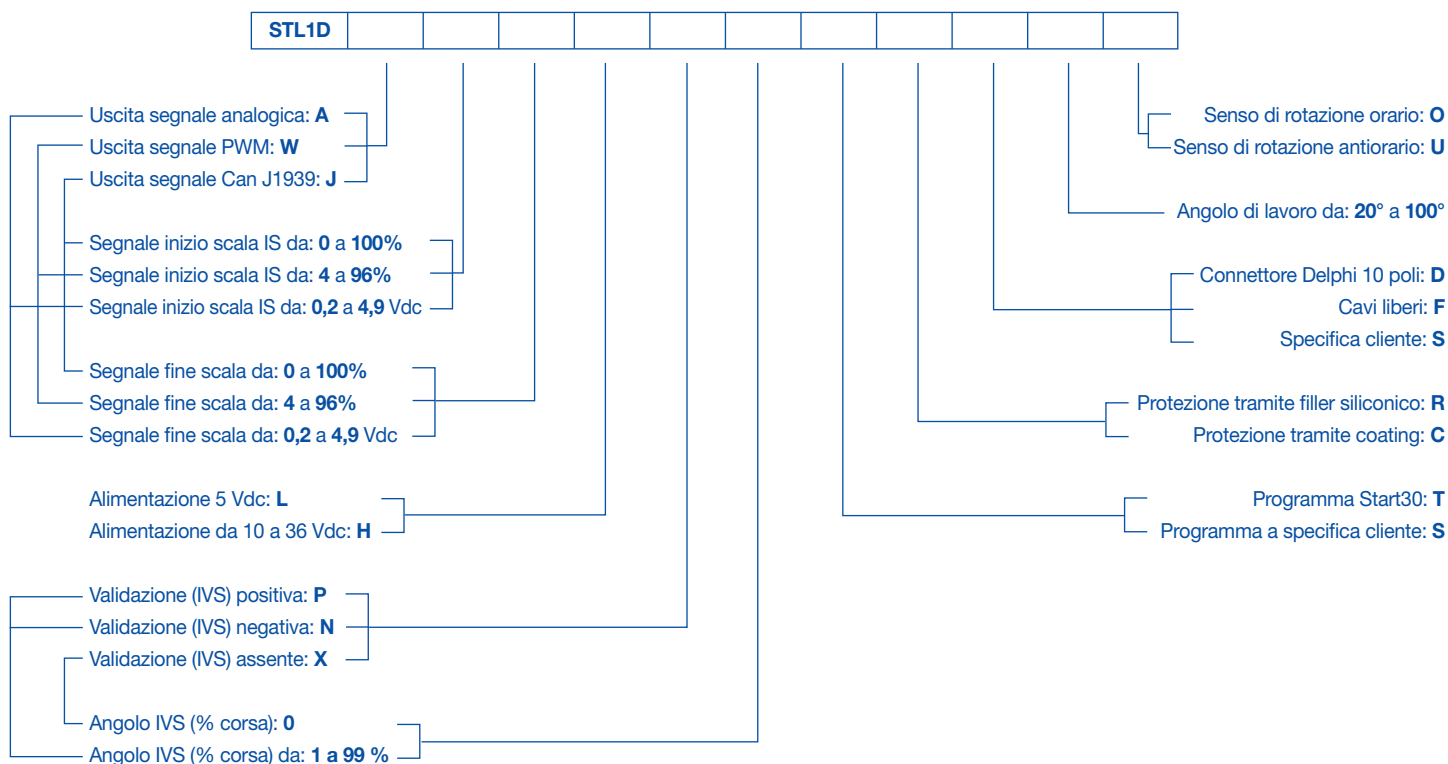 STL1D
Uscita segnale analogica: A
Uscita segnale PWM: W
Uscita segnale Can J1939: J
Segnale inizio scala IS da: 0 a 100%
Segnale inizio scala IS da: 4 a 96%
Segnale inizio scala IS da: 0,2 a 4,9 Vdc
Segnale fine scala da: 0 a 100%
Segnale fine scala da: 4 a 96%
Segnale fine scala da: 0,2 a 4,9 Vdc
Alimentazione 5 Vdc: L
Alimentazione da 10 a 36 Vdc: H
Validazione (IVS) positiva: P
Validazione (IVS) negativa: N
Validazione (IVS) assente: X
Angolo IVS (% corsa): 0
Angolo IVS (% corsa) da: 1 a 99 %
Senso di rotazione orario: O
Senso di rotazione antiorario: U
Angolo di lavoro da: 20° a 100°
Connettore Delphi 10 poli: D
Cavi liberi: F
Specifica cliente: S
Protezione tramite filler siliconico: R
Protezione tramite coating: C
Programma Start30: T
Programma a specifica cliente: S